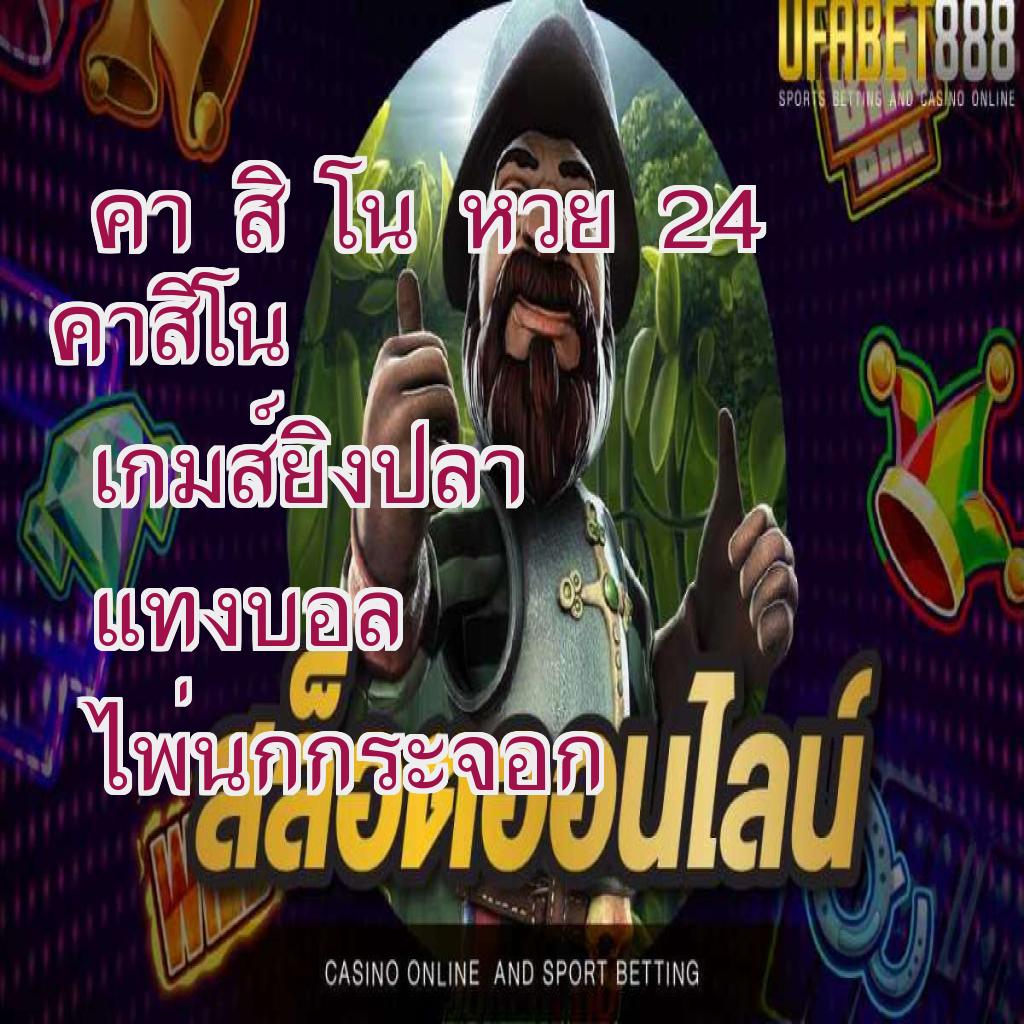 UFABET888
SPORTS BETTING AND CASINO ONLINE
BAR
คา สิ โน หวย 24
คาสิโน
เกมส์ยิงปลา
แทงบอล
ไพ่นกกระจอก
สล็อตออนไลน์
CASINO ONLINE AND SPORT BETTING